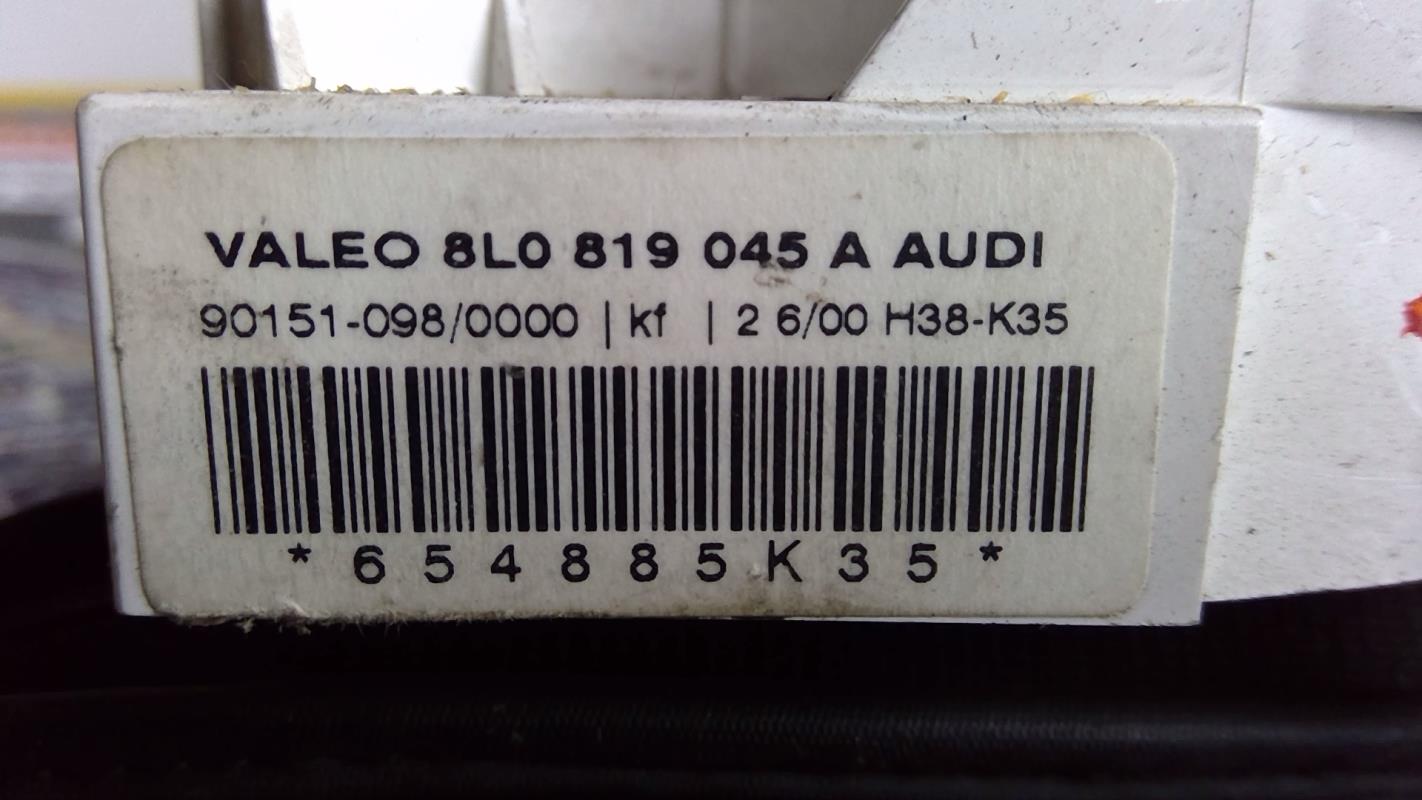 VALEO 8L0 819 045 A AUDI
90151-098/0000 | kf | 2 6/00 H38-K35
*654885K35*